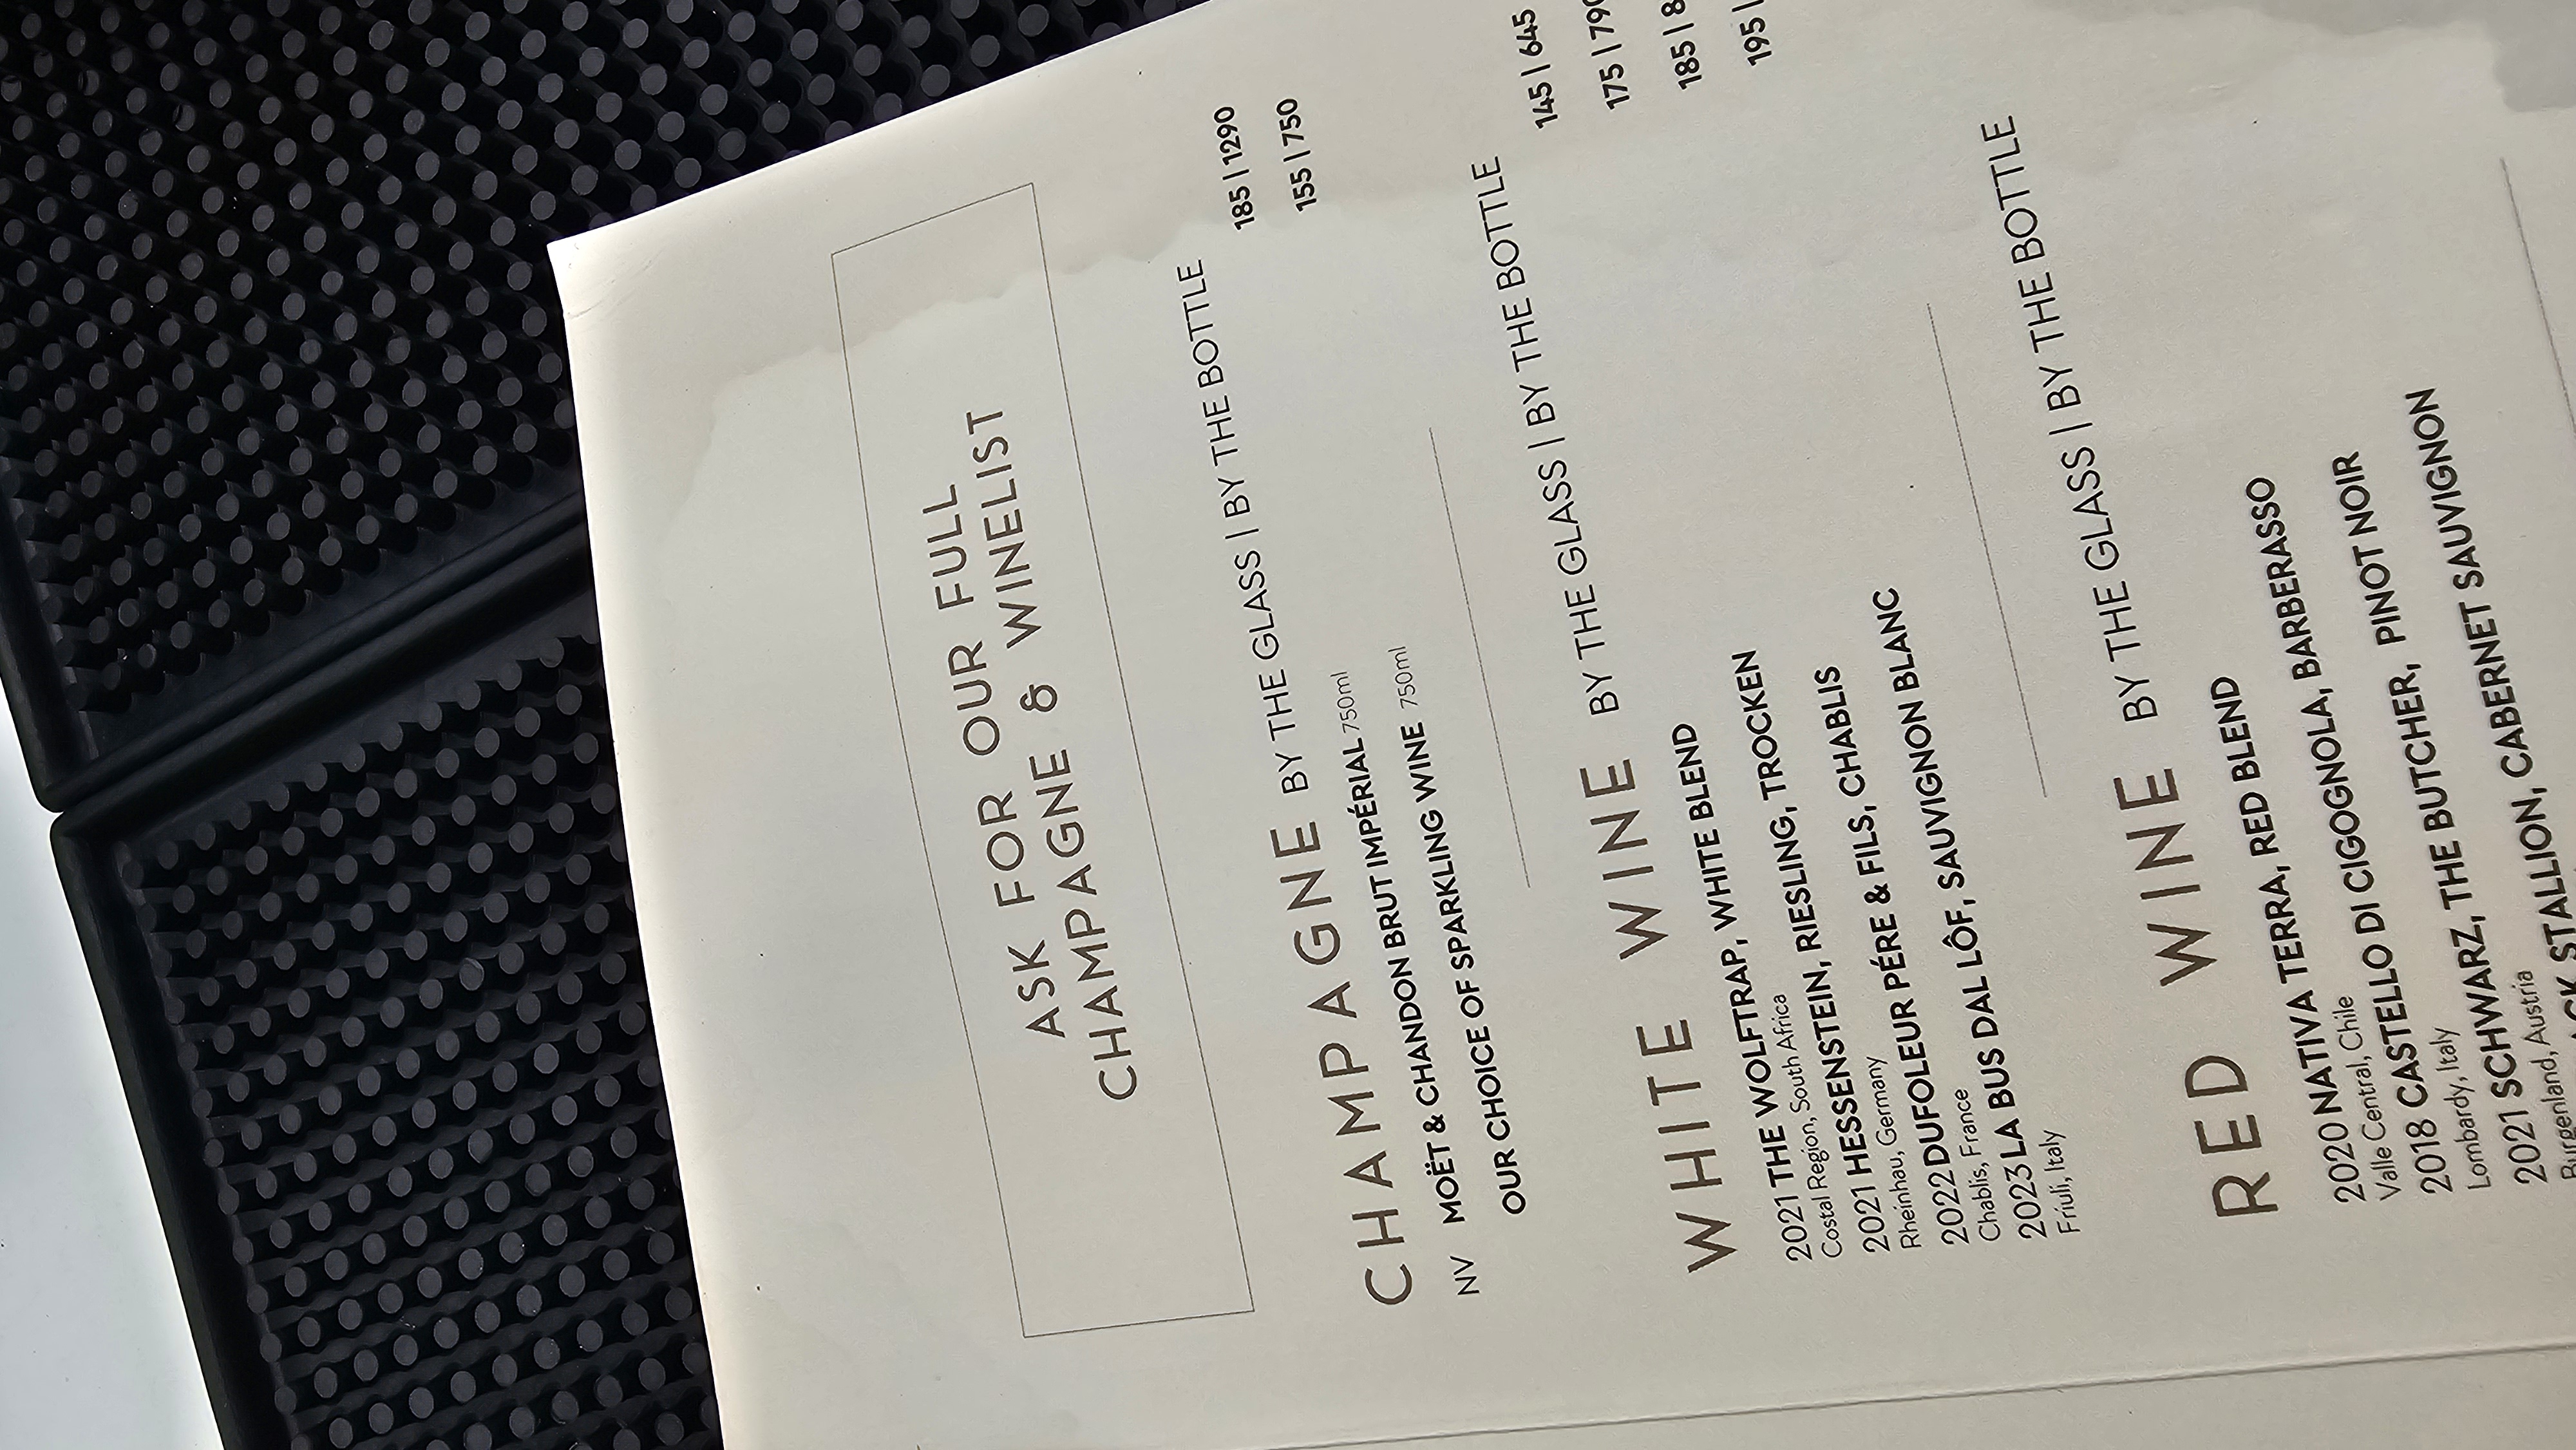 ASK FOR OUR FULL
CHAMPAGNE & WINELIST
CHAMPAGNE BY THE GLASS | BY THE BOTTLE
NV MOËT & CHANDON BRUT IMPÉRIAL 750ml 185 | 1290
OUR CHOICE OF SPARKLING WINE 750ml 155 | 750
WHITE WINE BY THE GLASS | BY THE BOTTLE
2021 THE WOLFTRAP, WHITE BLEND 145 | 645
Costal Region, South Africa
2021 HESSENSTEIN, RIESLING, TROCKEN 175 | 790
Rheinhau, Germany
2022 DUFOLEUR PÉRE & FILS, CHABLIS 185 |
Chablis, France
2023 LA BUS DAL LÔF, SAUVIGNON BLANC 195 |
Friuli, Italy
RED WINE BY THE GLASS | BY THE BOTTLE
2020 NATIVA TERRA, RED BLEND
Valle Central, Chile
2018 CASTELLO DI CIGOGNOLA, BARBERASSO
Lombardy, Italy
2021 SCHWARZ, THE BUTCHER, PINOT NOIR
Burgenland, Austria
STALLION, CABERNET SAUVIGNON